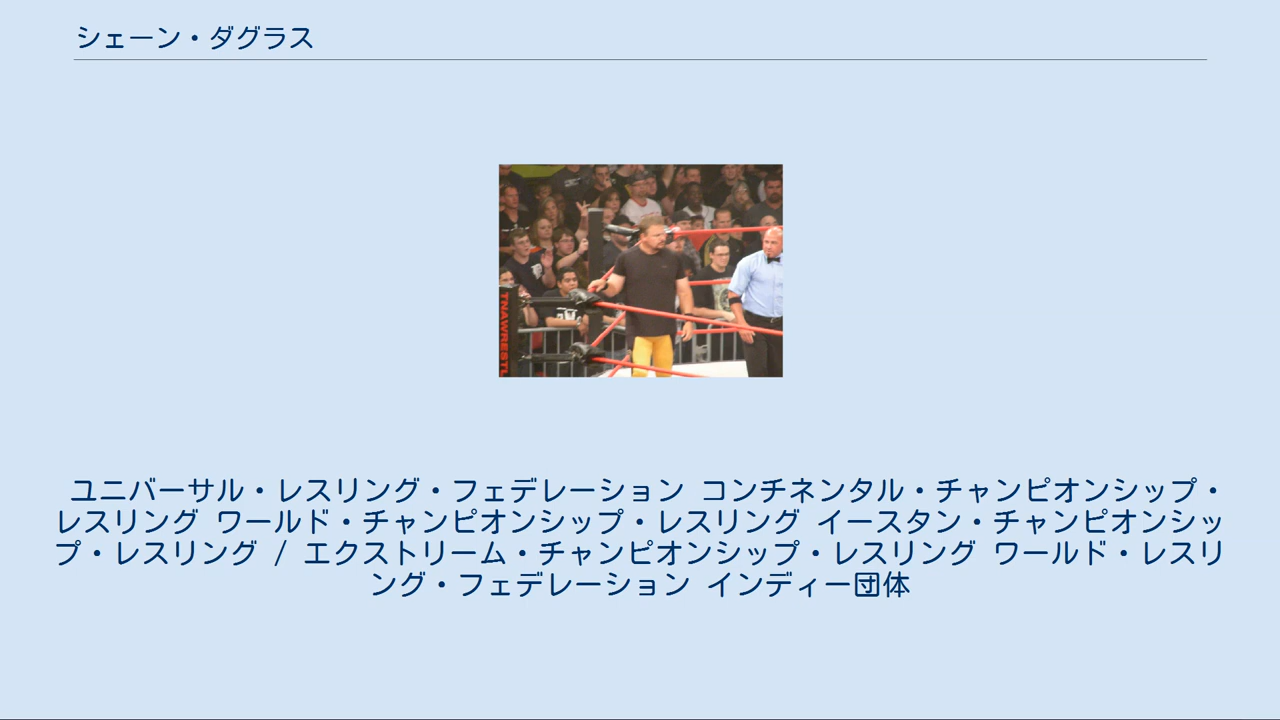 シェーン・ダグラス
TNAWRESTL
ユニバーサル・レスリング・フェデレーション コンチネンタル・チャンピオンシップ・
レスリング ワールド・チャンピオンシップ・レスリング イースタン・チャンピオンシッ
プ・レスリング / エクストリーム・チャンピオンシップ・レスリング ワールド・レスリ
ング・フェデレーション インディー団体